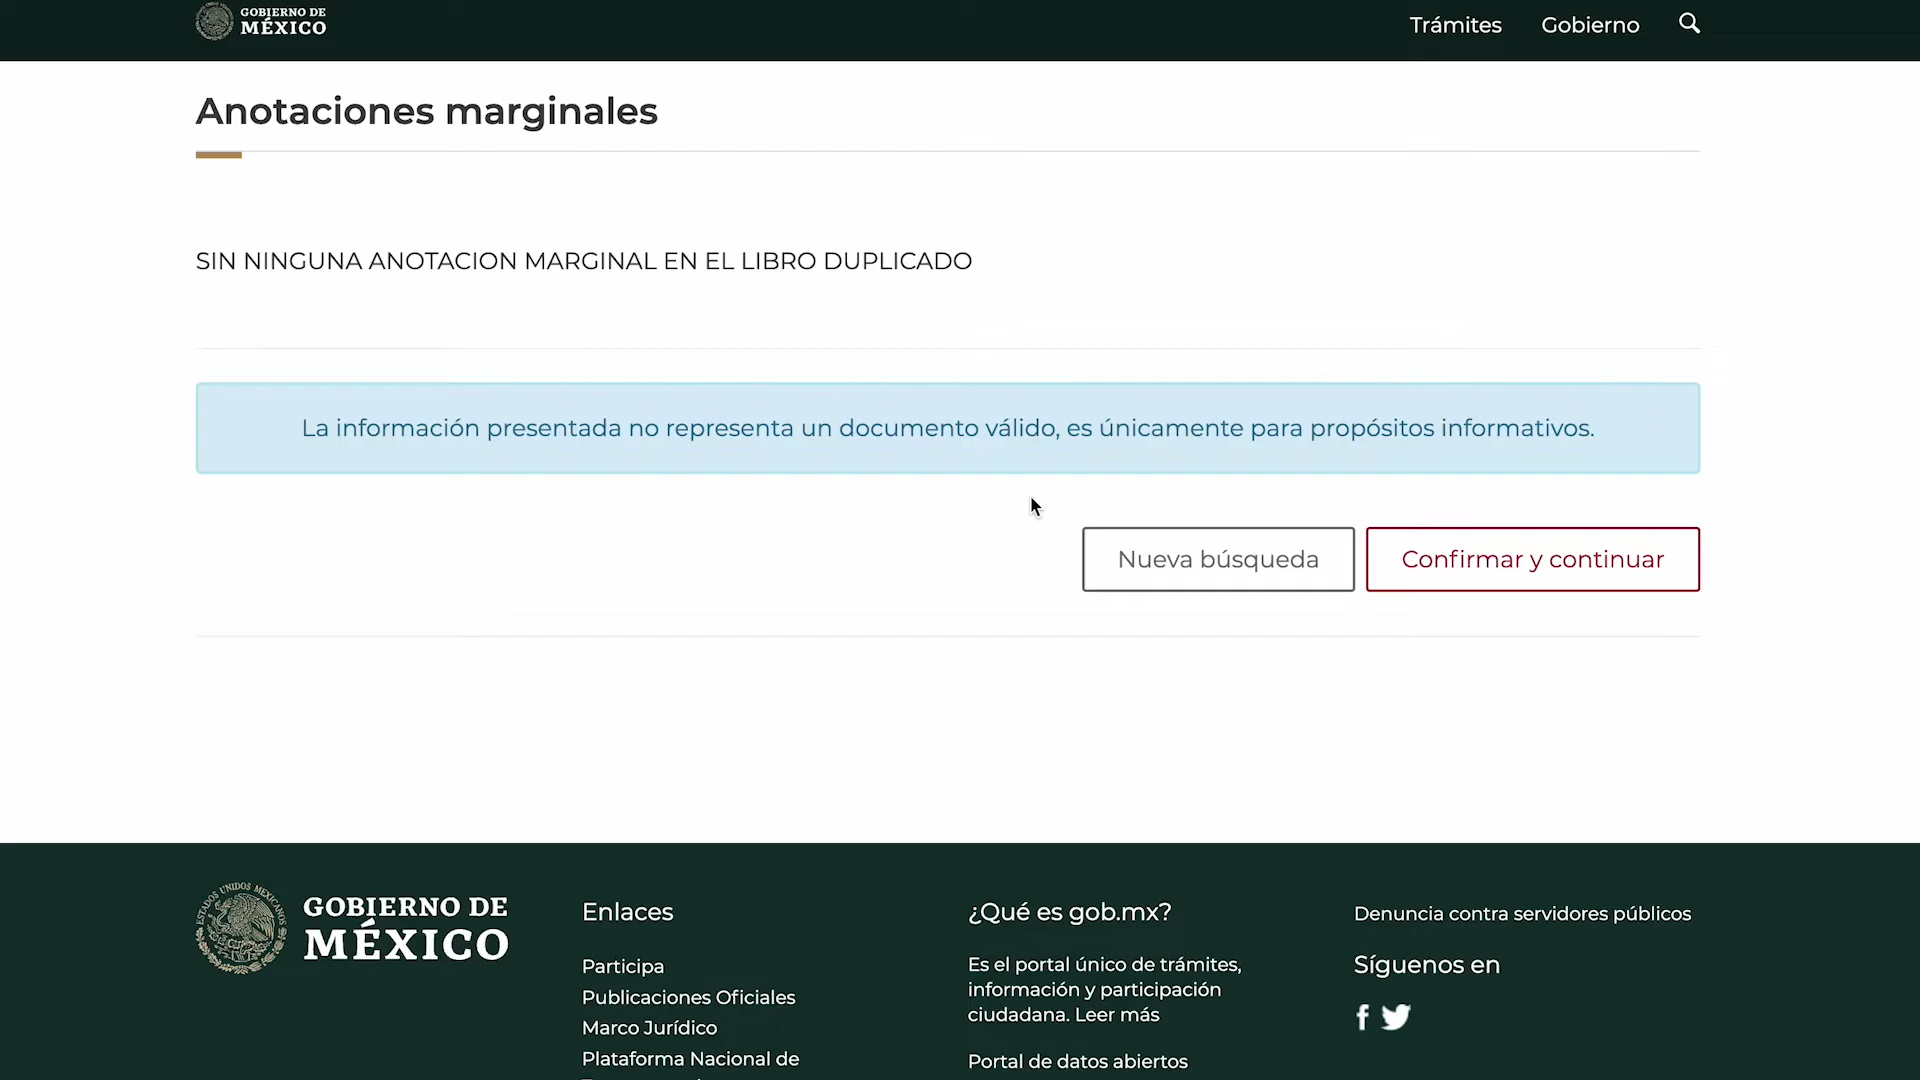 GOBIERNO DE
MÉXICO
Trámites
Gobierno
Anotaciones marginales
SIN NINGUNA ANOTACION MARGINAL EN EL LIBRO DUPLICADO
La información presentada no representa un documento válido, es únicamente para propósitos informativos.
Nueva búsqueda
Confirmar y continuar
ESTADOS UNIDOS MEXICANOS
GOBIERNO DE
MÉXICO
Enlaces
Participa
Publicaciones Oficiales
Marco Jurídico
Plataforma Nacional de
¿Qué es gob.mx?
Es el portal único de trámites,
información y participación
ciudadana. Leer más
Portal de datos abiertos
Denuncia contra servidores públicos
Síguenos en